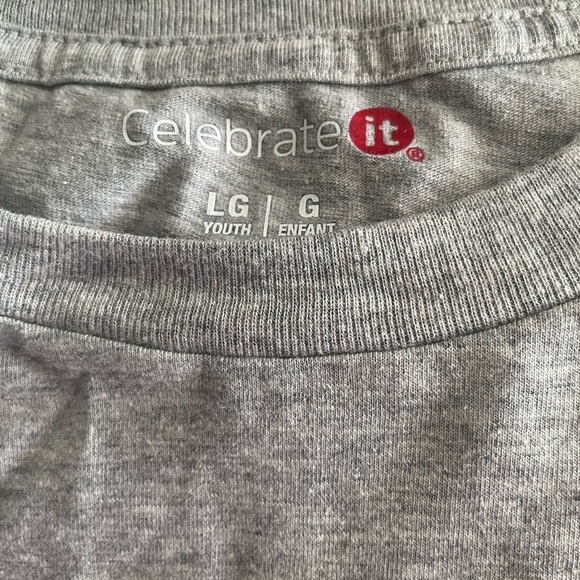 Celebrate it®
LG | G
YOUTH | ENFANT